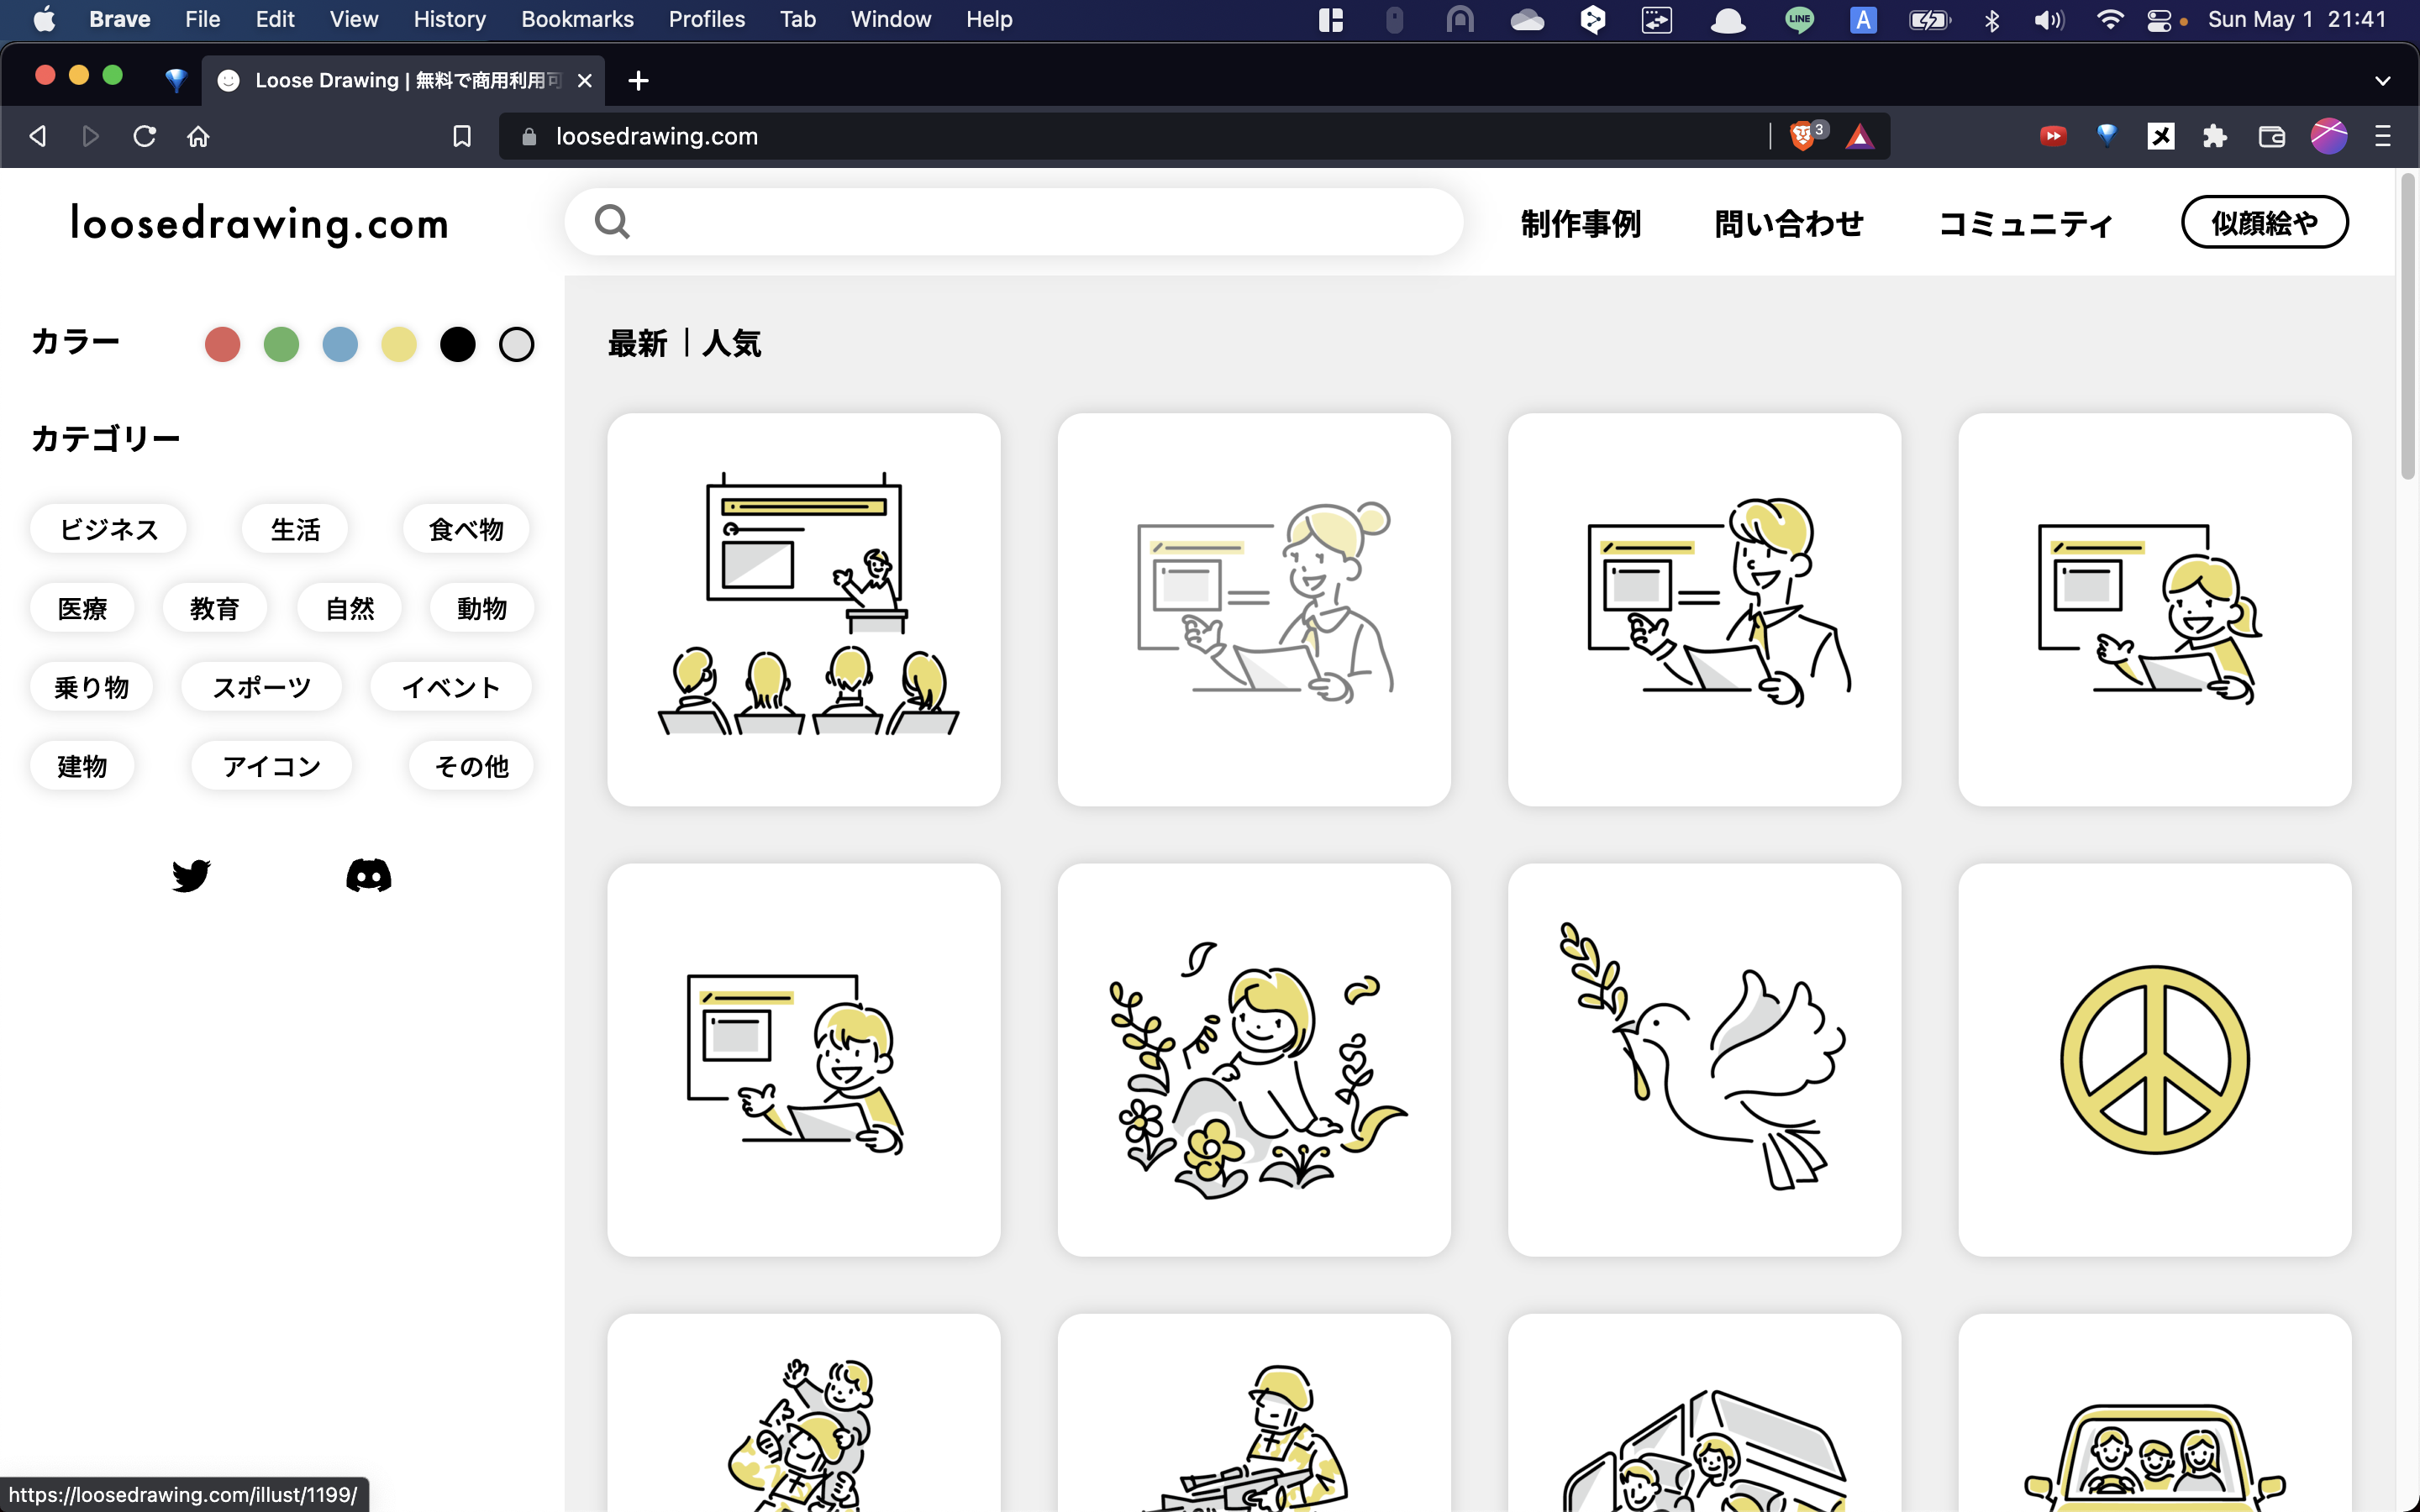 Brave File Edit View History Bookmarks Profiles Tab Window Help LINE A Sun May 1 21:41
Loose Drawing | 無料で商用利用可
loosedrawing.com 3
loosedrawing.com 制作事例 問い合わせ コミュニティ 似顔絵や
カラー
最新 | 人気
カテゴリー
ビジネス 生活 食べ物
医療 教育 自然 動物
乗り物 スポーツ イベント
建物 アイコン その他
https://loosedrawing.com/illust/1199/